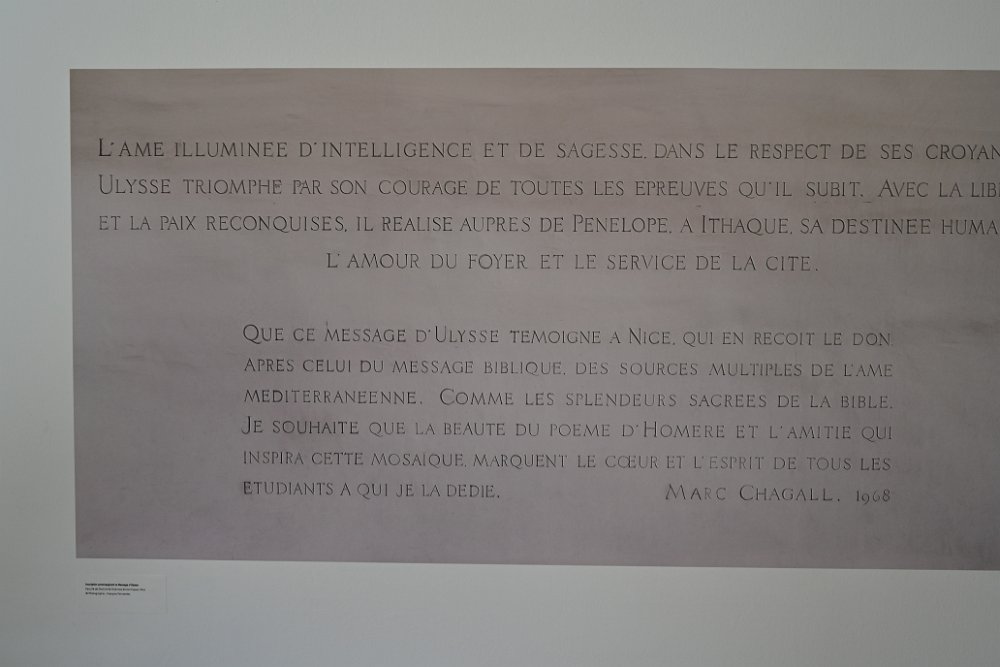 L'AME ILLUMINEE D'INTELLIGENCE ET DE SAGESSE, DANS LE RESPECT DE SES CROYAN
ULYSSE TRIOMPHE PAR SON COURAGE DE TOUTES LES EPREUVES QU'IL SUBIT. AVEC LA LIB
ET LA PAIX RECONQUISES, IL REALISE AUPRES DE PENELOPE, A ITHAQUE, SA DESTINEE HUMA
L'AMOUR DU FOYER ET LE SERVICE DE LA CITE.
QUE CE MESSAGE D'ULYSSE TEMOIGNE A NICE, QUI EN RECOIT LE DON
APRES CELUI DU MESSAGE BIBLIQUE, DES SOURCES MULTIPLES DE L'AME
MEDITERRANEENNE. COMME LES SPLENDEURS SACREES DE LA BIBLE,
JE SOUHAITE QUE LA BEAUTE DU POEME D'HOMERE ET L'AMITIE QUI
INSPIRA CETTE MOSAIQUE, MARQUENT LE CŒUR ET L'ESPRIT DE TOUS LES
ETUDIANTS A QUI JE LA DEDIE. MARC CHAGALL. 1968